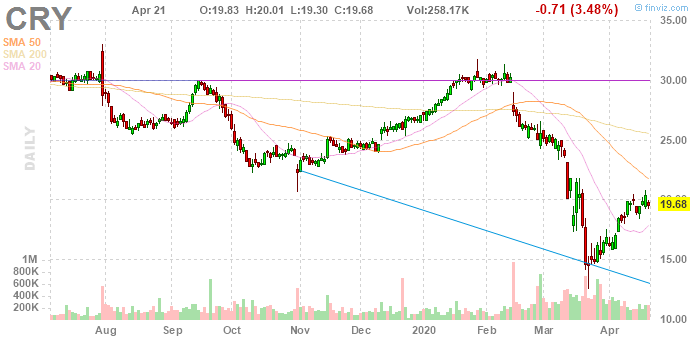 CRY
Apr 21 O:19.83 H:20.01 L:19.30 C:19.68 Vol:258.17K -0.71 (3.48%)
© finviz.com
SMA 50
SMA 200
SMA 20
DAILY
35.00
30.00
25.00
20.00
19.68
15.00
10.00
1M
800K
600K
400K
200K
Aug Sep Oct Nov Dec 2020 Feb Mar Apr